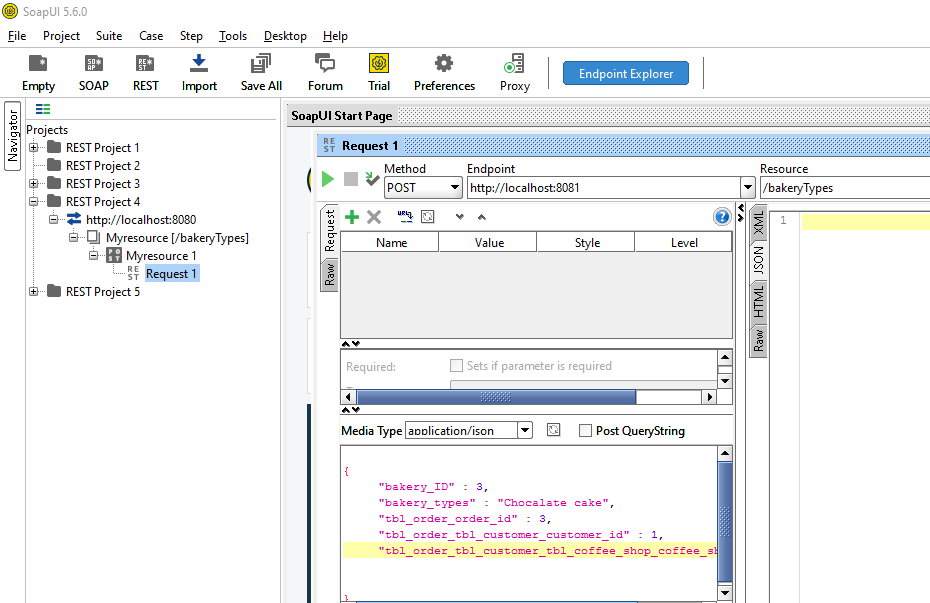 SoapUI 5.6.0
File Project Suite Case Step Tools Desktop Help
Empty SOAP REST Import Save All Forum Trial Preferences Proxy Endpoint Explorer
Navigator
Projects
REST Project 1
REST Project 2
REST Project 3
REST Project 4
http://localhost:8080
Myresource [/bakeryTypes]
Myresource 1
Request 1
REST Project 5
SoapUI Start Page
Request 1
Method Endpoint Resource
POST http://localhost:8081 /bakeryTypes
Request
Raw
Name Value Style Level
Required: Sets if parameter is required
Media Type application/json Post QueryString
{
"bakery_ID" : 3,
"bakery_types" : "Chocalate cake",
"tbl_order_order_id" : 3,
"tbl_order_tbl_customer_customer_id" : 1,
"tbl_order_tbl_customer_tbl_coffee_shop_coffee_sh
}
XML
JSON
HTML
Raw
1